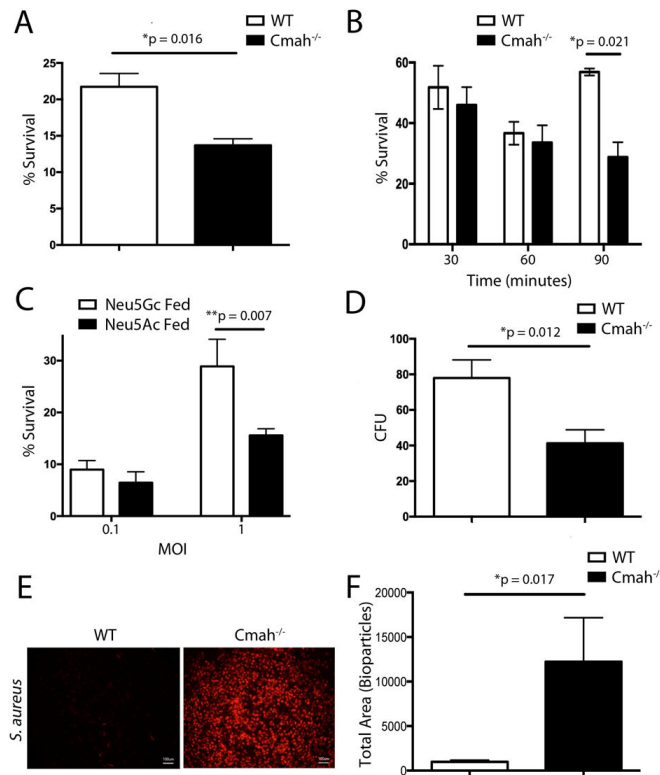 A
WT
Cmah-/-
*p = 0.016
25
20
15
10
5
0
% Survival
B
WT
Cmah-/-
*p = 0.021
60
40
20
0
% Survival
30
60
90
Time (minutes)
C
Neu5Gc Fed
Neu5Ac Fed
**p = 0.007
30
20
10
0
% Survival
0.1
1
MOI
D
WT
Cmah-/-
*p = 0.012
100
80
60
40
20
0
CFU
E
WT
Cmah-/-
S. aureus
F
WT
Cmah-/-
*p = 0.017
20000
15000
10000
5000
0
Total Area (Bioparticles)